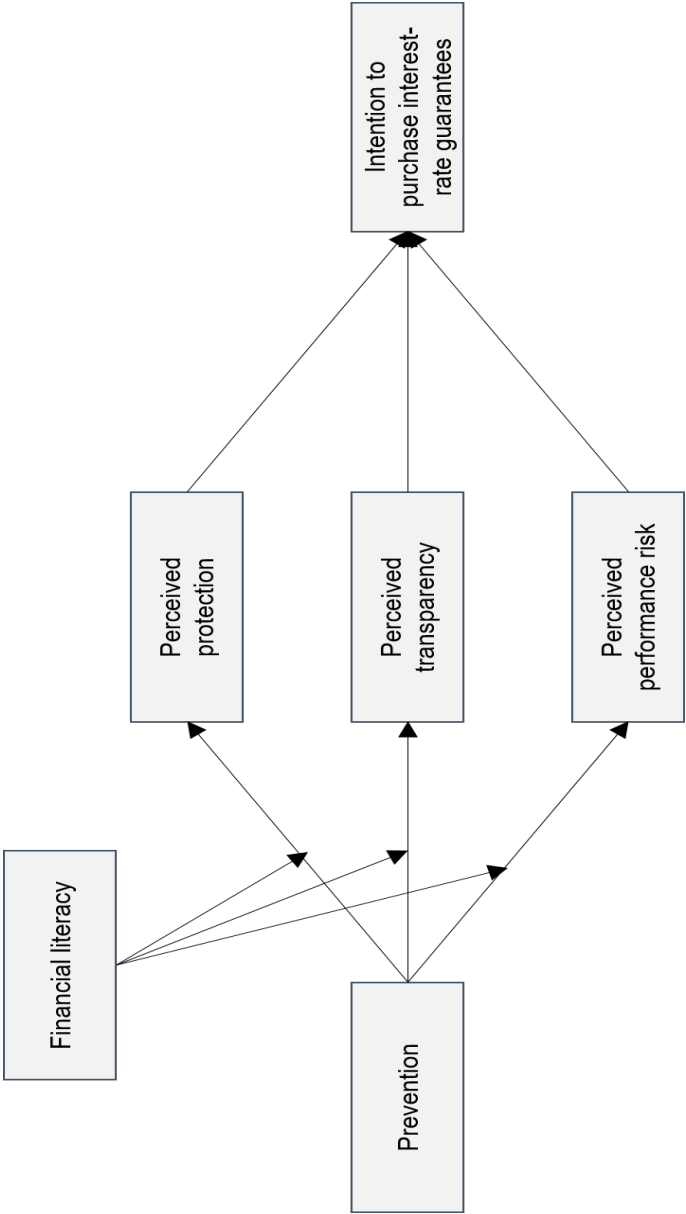 Financial literacy
Prevention
Perceived
protection
Perceived
transparency
Perceived
performance risk
Intention to
purchase interest-
rate guarantees